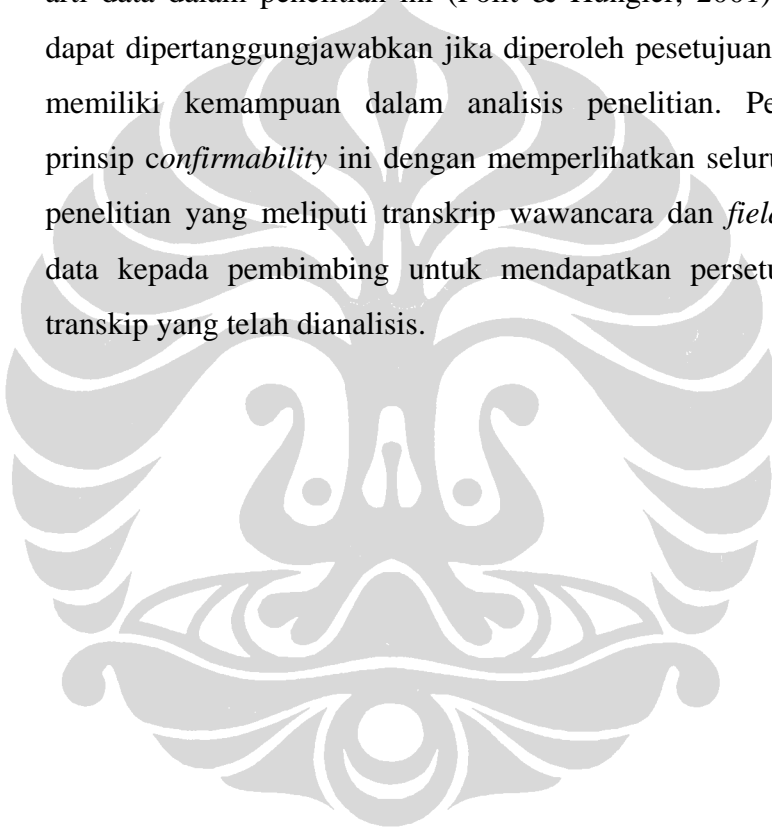 arti data dalam penelitian ini (Polit & Hungler, 2001)
dapat dipertanggungjawabkan jika diperoleh pesetujuan
memiliki kemampuan dalam analisis penelitian. Pe
prinsip confirmability ini dengan memperlihatkan selur
penelitian yang meliputi transkrip wawancara dan field
data kepada pembimbing untuk mendapatkan persetu
transkip yang telah dianalisis.